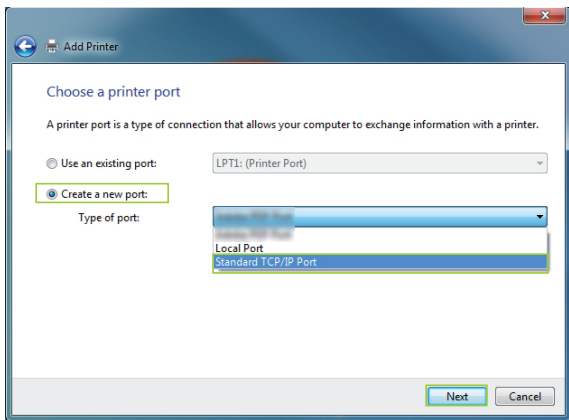 Add Printer
Choose a printer port
A printer port is a type of connection that allows your computer to exchange information with a printer.
Use an existing port:
LPT1: (Printer Port)
Create a new port:
Type of port:
Local Port
Standard TCP/IP Port
Next
Cancel